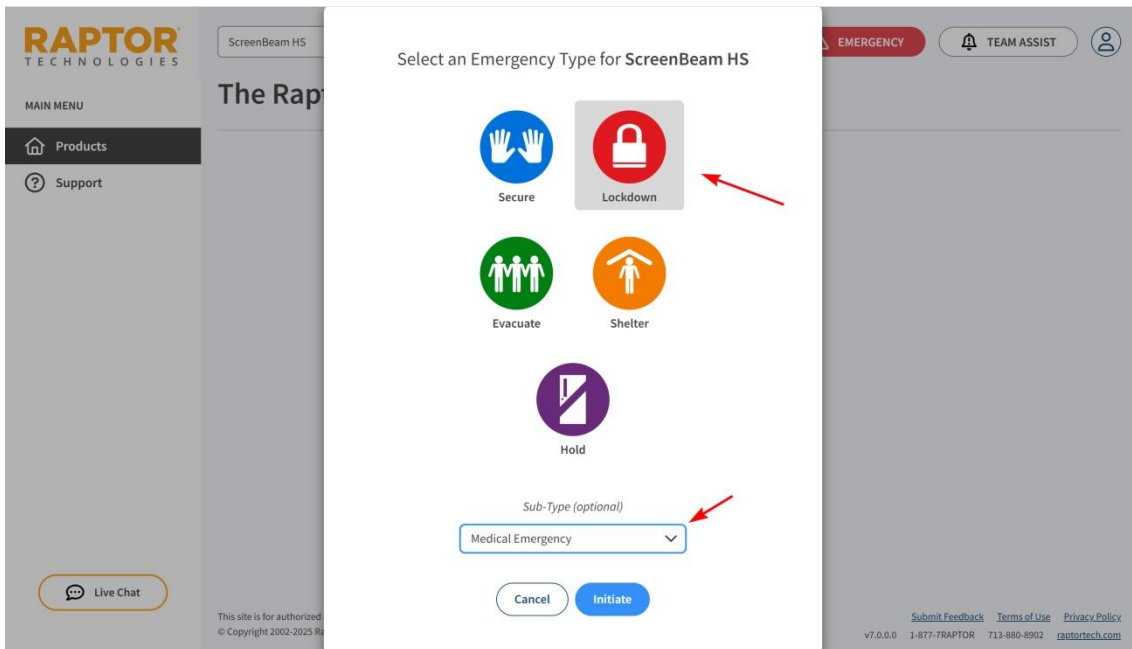 RAPTOR
TECHNOLOGIES
MAIN MENU
Products
Support
Live Chat
ScreenBeam HS
The Rap
EMERGENCY
TEAM ASSIST
Select an Emergency Type for ScreenBeam HS
Secure
Lockdown
Evacuate
Shelter
Hold
Sub-Type (optional)
Medical Emergency
Cancel
Initiate
This site is for authorized
© Copyright 2002-2025 Ra
Submit Feedback Terms of Use Privacy Policy
v7.0.0.0 1-877-7RAPTOR 713-880-8902 raptortech.com